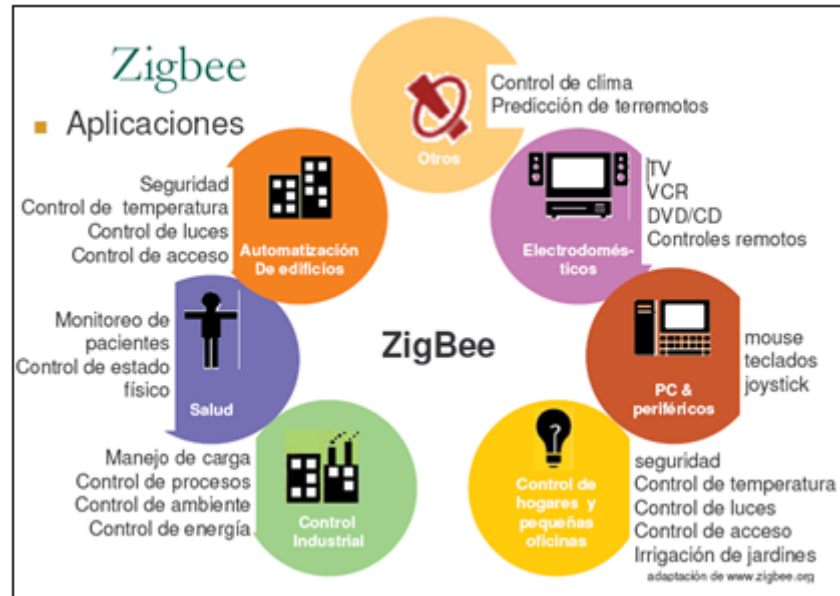 Zigbee
Aplicaciones
Otros
Control de clima
Predicción de terremotos
Seguridad
Control de temperatura
Control de luces
Control de acceso
Automatización
De edificios
Electrodomés-
ticos
TV
VCR
DVD/CD
Controles remotos
Monitoreo de
pacientes
Control de estado
físico
Salud
ZigBee
PC &
periféricos
mouse
teclados
joystick
Manejo de carga
Control de procesos
Control de ambiente
Control de energía
Control
Industrial
?
Control de
hogares y
pequeñas
oficinas
seguridad
Control de temperatura
Control de luces
Control de acceso
Irrigación de jardines
adaptación de www.zigbee.org